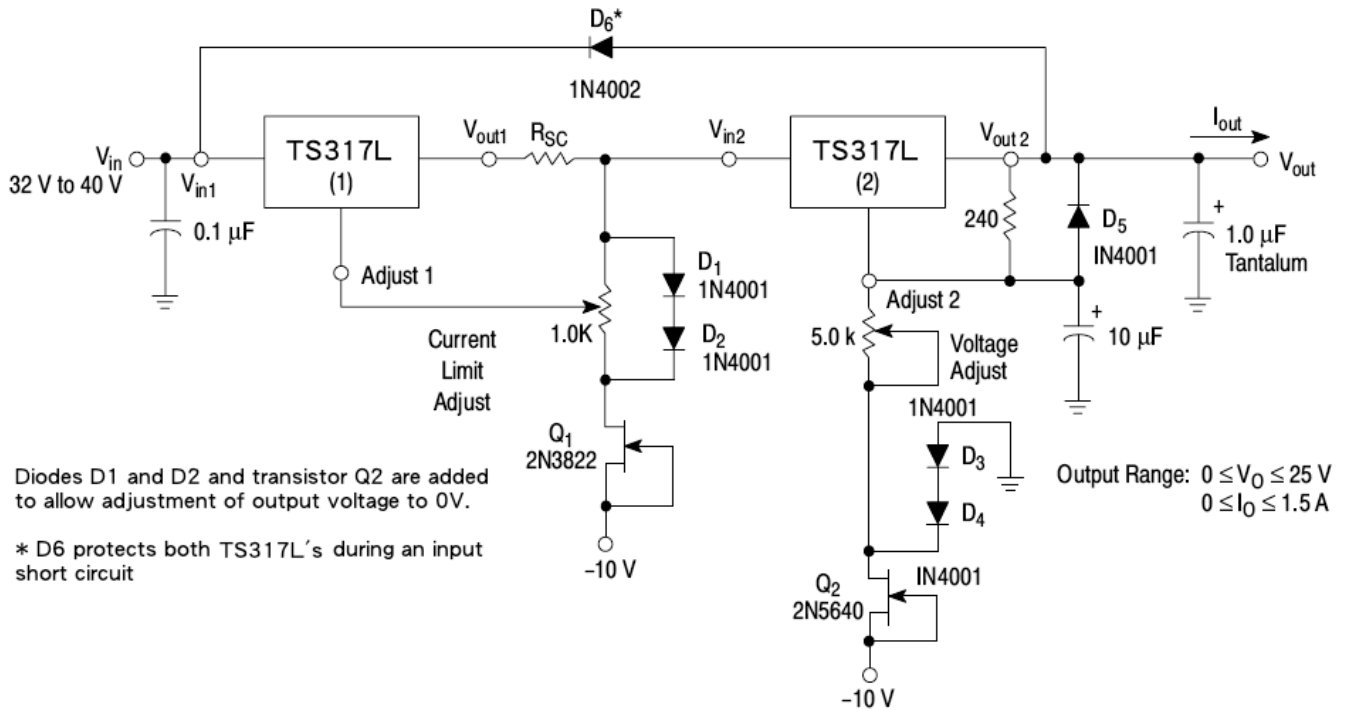 D6*
1N4002
Vin
32 V to 40 V
Vin1
0.1 µF
TS317L
(1)
Adjust 1
Vout1
RSC
Vin2
TS317L
(2)
Vout 2
Iout
Vout
240
D5
IN4001
+
1.0 µF
Tantalum
D1
1N4001
D2
1N4001
1.0K
Current
Limit
Adjust
Adjust 2
5.0 k
Voltage
Adjust
+
10 µF
Q1
2N3822
–10 V
1N4001
D3
D4
IN4001
Q2
2N5640
–10 V
Output Range: 0 ≤ VO ≤ 25 V
0 ≤ IO ≤ 1.5 A
Diodes D1 and D2 and transistor Q2 are added
to allow adjustment of output voltage to 0V.
* D6 protects both TS317L's during an input
short circuit